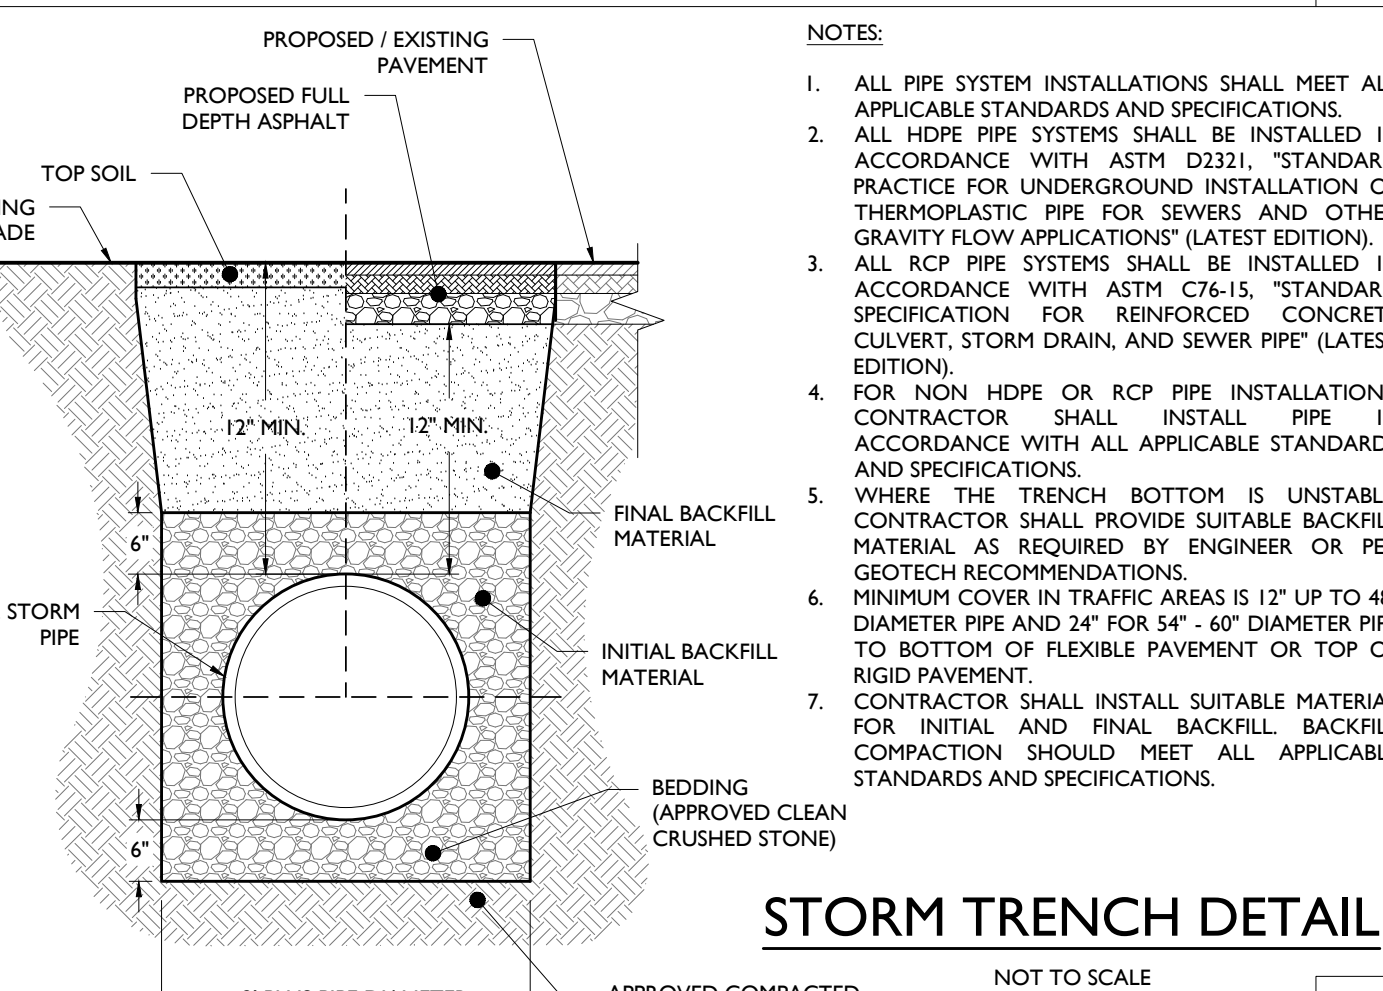 PROPOSED / EXISTING
PAVEMENT
PROPOSED FULL
DEPTH ASPHALT
TOP SOIL
ING
ADE
12" MIN.
12" MIN.
6"
FINAL BACKFILL
MATERIAL
STORM
PIPE
INITIAL BACKFILL
MATERIAL
BEDDING
(APPROVED CLEAN
CRUSHED STONE)
6"
PIPE DIAMETER
APPROVED COMPACTED
NOTES:
1. ALL PIPE SYSTEM INSTALLATIONS SHALL MEET AL
APPLICABLE STANDARDS AND SPECIFICATIONS.
2. ALL HDPE PIPE SYSTEMS SHALL BE INSTALLED I
ACCORDANCE WITH ASTM D2321, "STANDAR
PRACTICE FOR UNDERGROUND INSTALLATION O
THERMOPLASTIC PIPE FOR SEWERS AND OTHE
GRAVITY FLOW APPLICATIONS" (LATEST EDITION).
3. ALL RCP PIPE SYSTEMS SHALL BE INSTALLED I
ACCORDANCE WITH ASTM C76-15, "STANDAR
SPECIFICATION FOR REINFORCED CONCRET
CULVERT, STORM DRAIN, AND SEWER PIPE" (LATES
EDITION).
4. FOR NON HDPE OR RCP PIPE INSTALLATION
CONTRACTOR SHALL INSTALL PIPE I
ACCORDANCE WITH ALL APPLICABLE STANDARD
AND SPECIFICATIONS.
5. WHERE THE TRENCH BOTTOM IS UNSTABL
CONTRACTOR SHALL PROVIDE SUITABLE BACKFIL
MATERIAL AS REQUIRED BY ENGINEER OR PE
GEOTECH RECOMMENDATIONS.
6. MINIMUM COVER IN TRAFFIC AREAS IS 12" UP TO 48
DIAMETER PIPE AND 24" FOR 54" - 60" DIAMETER PIP
TO BOTTOM OF FLEXIBLE PAVEMENT OR TOP O
RIGID PAVEMENT.
7. CONTRACTOR SHALL INSTALL SUITABLE MATERIA
FOR INITIAL AND FINAL BACKFILL. BACKFIL
COMPACTION SHOULD MEET ALL APPLICABL
STANDARDS AND SPECIFICATIONS.
STORM TRENCH DETAIL
NOT TO SCALE